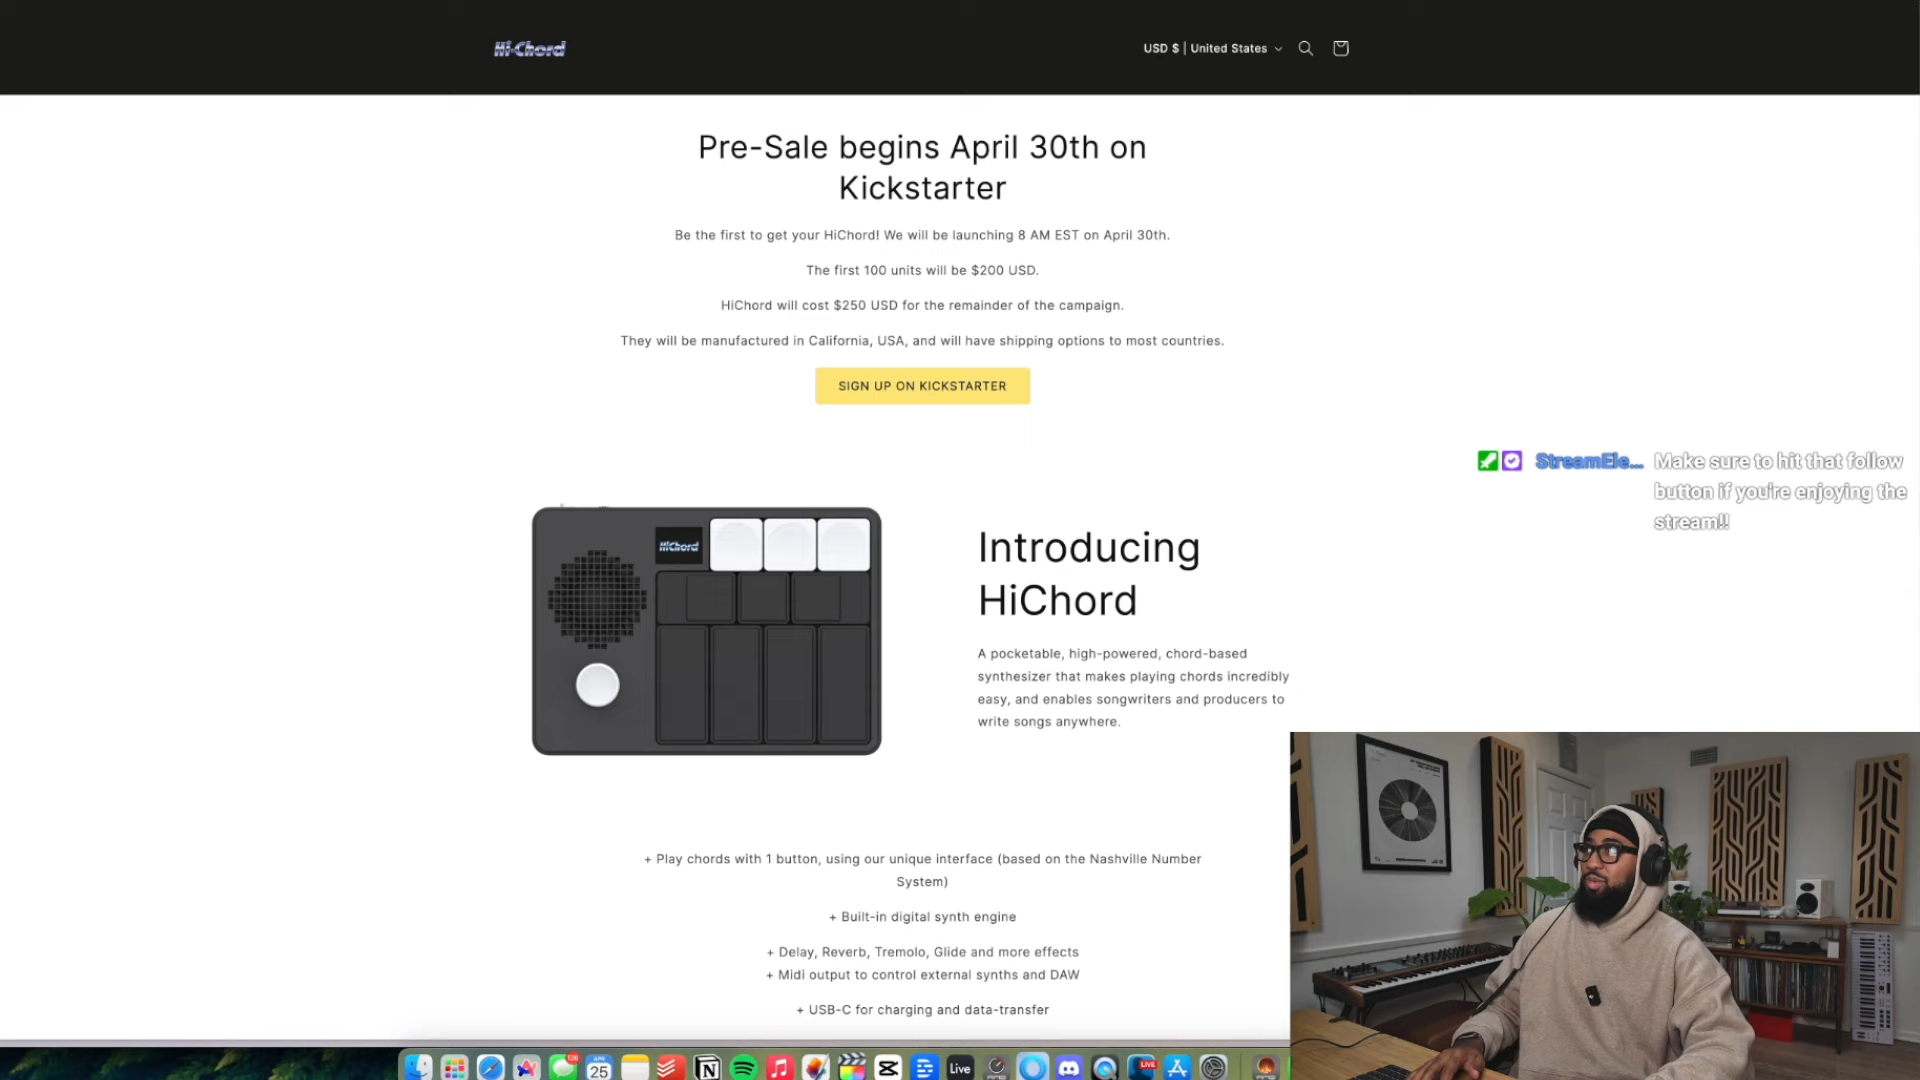 Hi-Chord
USD $ | United States
Pre-Sale begins April 30th on
Kickstarter
Be the first to get your HiChord! We will be launching 8 AM EST on April 30th.
The first 100 units will be $200 USD.
HiChord will cost $250 USD for the remainder of the campaign.
They will be manufactured in California, USA, and will have shipping options to most countries.
SIGN UP ON KICKSTARTER
StreamEle... Make sure to hit that follow
button if you're enjoying the
stream!!
HiChord
Introducing
HiChord
A pocketable, high-powered, chord-based
synthesizer that makes playing chords incredibly
easy, and enables songwriters and producers to
write songs anywhere.
+ Play chords with 1 button, using our unique interface (based on the Nashville Number
System)
+ Built-in digital synth engine
+ Delay, Reverb, Tremolo, Glide and more effects
+ Midi output to control external synths and DAW
+ USB-C for charging and data-transfer
126
APR
25
Live
LIVE